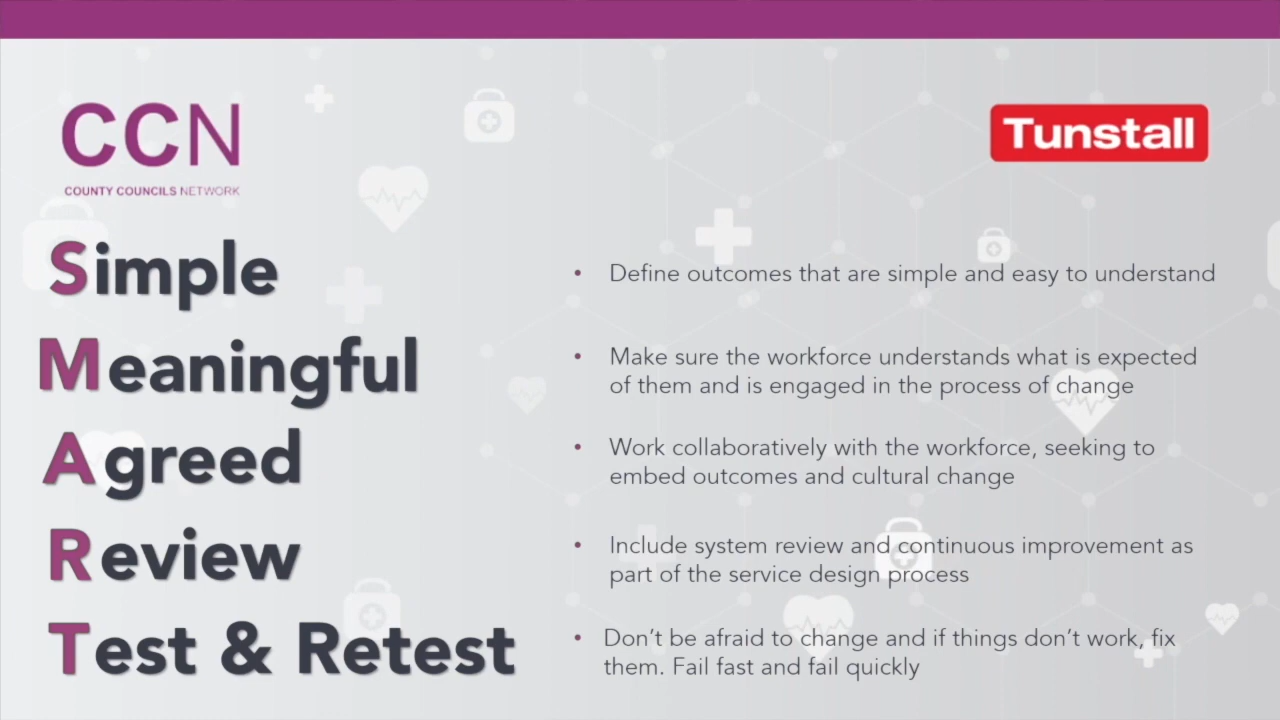 CCN
COUNTY COUNCILS NETWORK
Tunstall
Simple
• Define outcomes that are simple and easy to understand
Meaningful
• Make sure the workforce understands what is expected
of them and is engaged in the process of change
Agreed
• Work collaboratively with the workforce, seeking to
embed outcomes and cultural change
Review
• Include system review and continuous improvement as
part of the service design process
Test & Retest
• Don’t be afraid to change and if things don’t work, fix
them. Fail fast and fail quickly